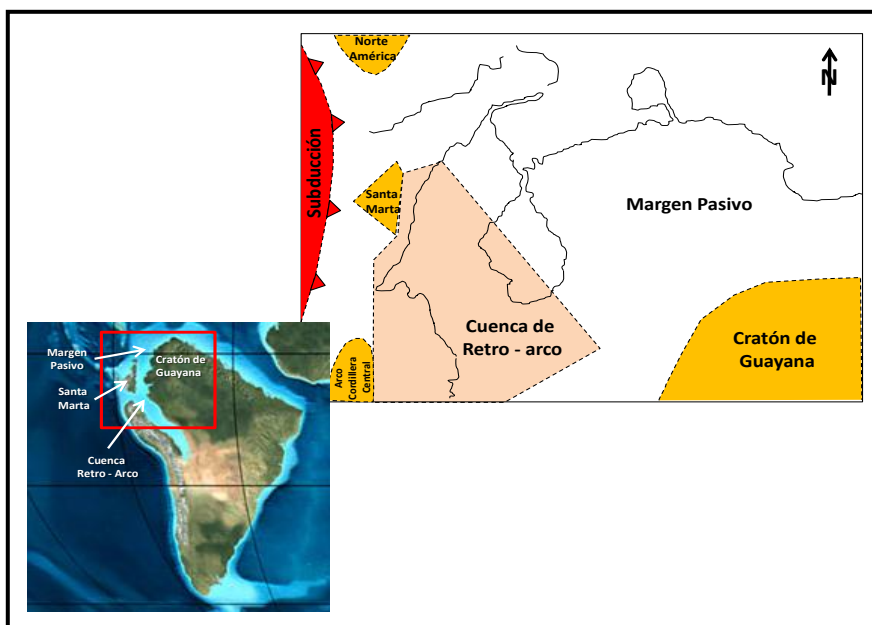 Norte
América
N
Subducción
Santa
Marta
Margen Pasivo
Cuenca de
Retro - arco
Cratón de
Guayana
Arco
Cordillera
Central
Margen
Pasivo
Cratón de
Guayana
Santa
Marta
Cuenca
Retro - Arco